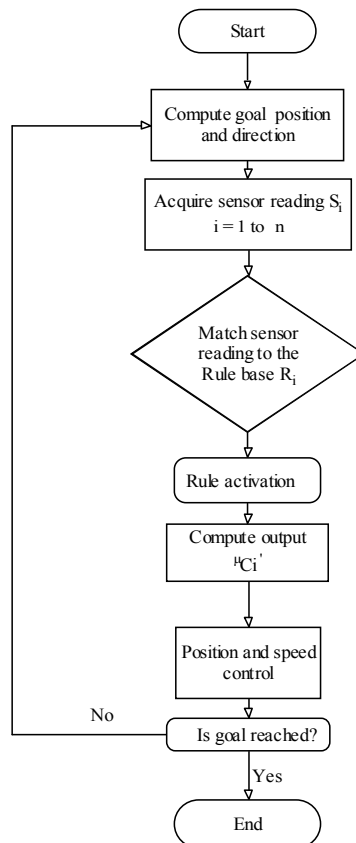 Start
Compute goal position
and direction
Acquire sensor reading Si
i = 1 to n
Match sensor
reading to the
Rule base Ri
Rule activation
Compute output
μCi'
Position and speed
control
No
Is goal reached?
Yes
End